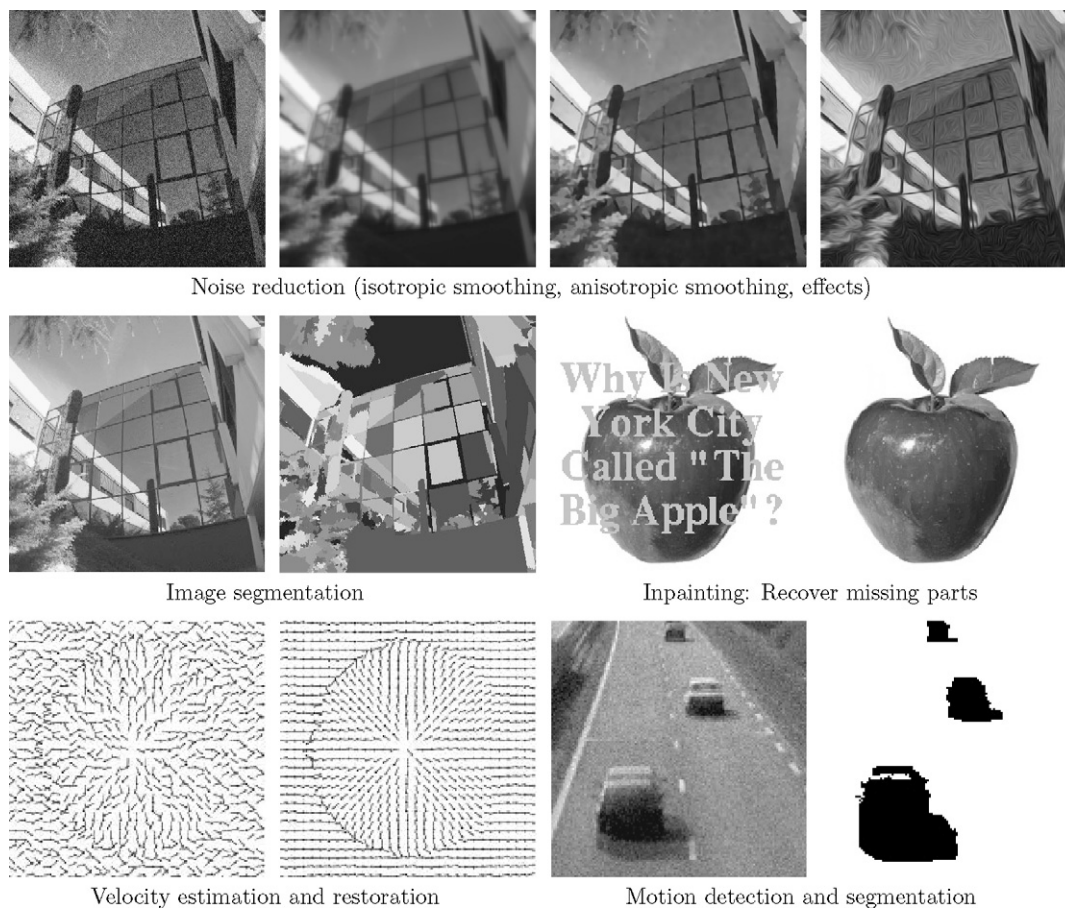 Noise reduction (isotropic smoothing, anisotropic smoothing, effects)
Why Is New
York City
Called "The
Big Apple"?
Image segmentation
Inpainting: Recover missing parts
Velocity estimation and restoration
Motion detection and segmentation